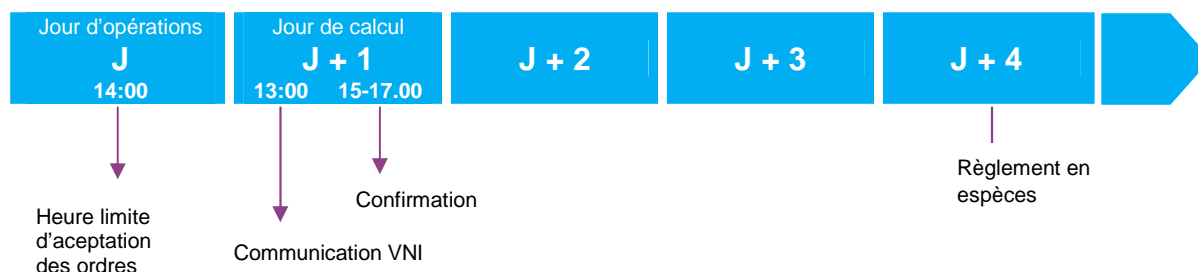 Jour d’opérations
J
14:00
Jour de calcul
J + 1
13:00 15-17.00
J + 2
J + 3
J + 4
Heure limite
d’aceptation
des ordres
Communication VNI
Confirmation
Règlement en
espèces